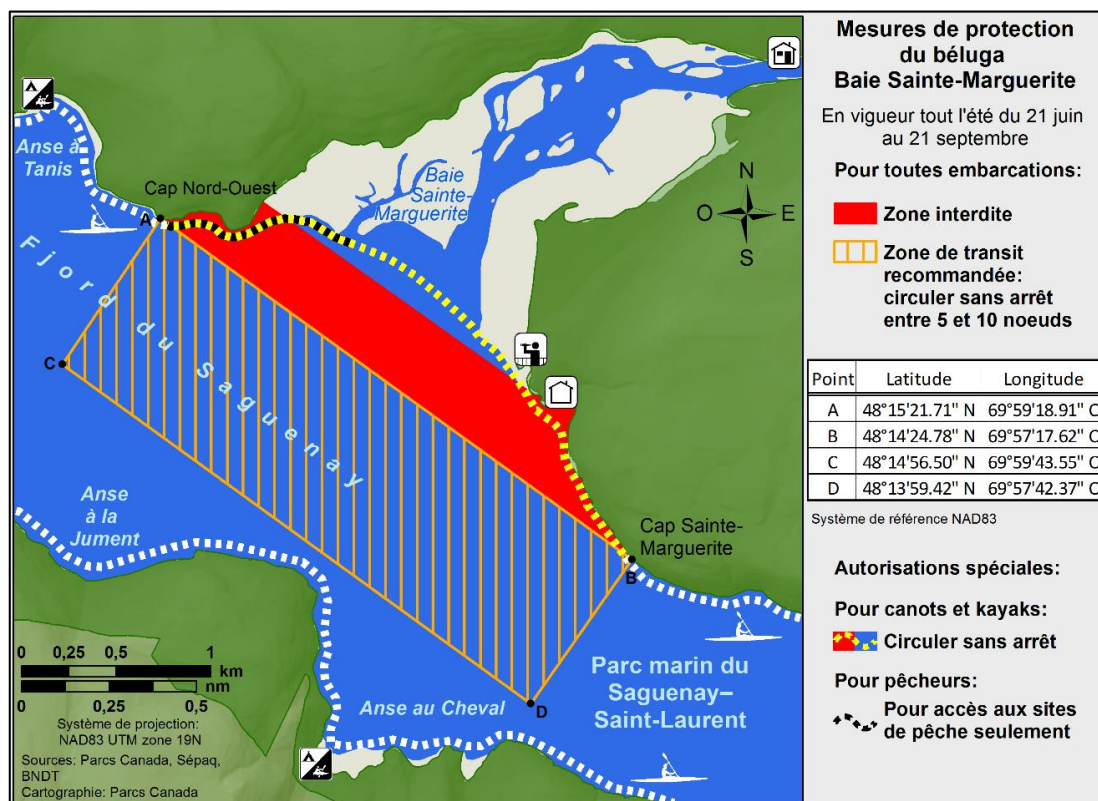 Mesures de protection
du béluga
Baie Sainte-Marguerite
En vigueur tout l'été du 21 juin
au 21 septembre
Pour toutes embarcations:
Zone interdite
Zone de transit
recommandée:
circuler sans arrêt
entre 5 et 10 noeuds
Point Latitude Longitude
A 48°15'21.71" N 69°59'18.91" O
B 48°14'24.78" N 69°57'17.62" O
C 48°14'56.50" N 69°59'43.55" O
D 48°13'59.42" N 69°57'42.37" O
Système de référence NAD83
Autorisations spéciales:
Pour canots et kayaks:
Circuler sans arrêt
Pour pêcheurs:
Pour accès aux sites
de pêche seulement
Anse à
Tanis
Cap Nord-Ouest
Baie
Sainte-
Marguerite
N
O E
S
A
Fjord du Saguenay
C
Anse
à la
Jument
Cap Sainte-
Marguerite
B
Parc marin du
Saguenay–
Saint-Laurent
D
Anse au Cheval
0 0,25 0,5 1
km
nm
0 0,25 0,5
Système de projection:
NAD83 UTM zone 19N
Sources: Parcs Canada, Sépaq,
BNDT
Cartographie: Parcs Canada